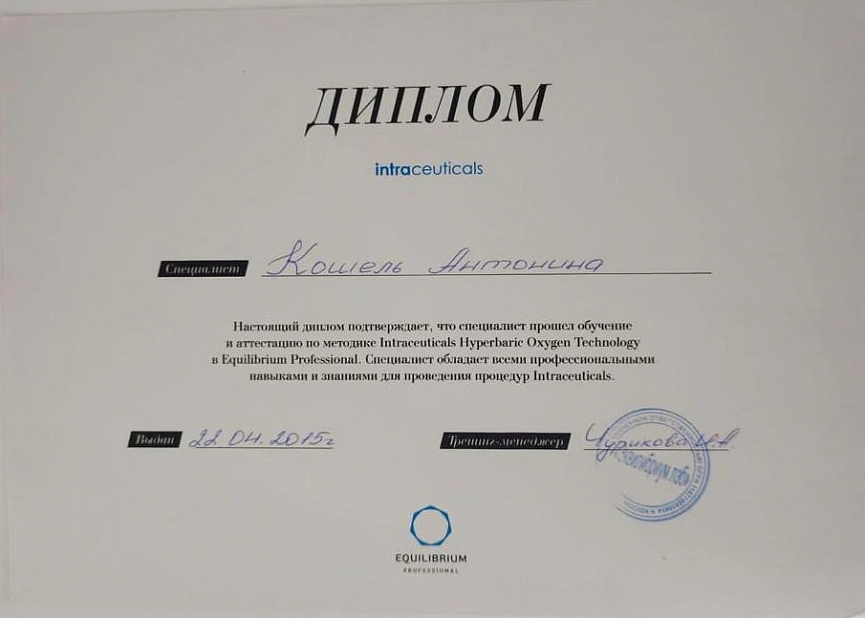 ДИПЛОМ
intraceuticals
Специалист Кошель Антонина
Настоящий диплом подтверждает, что специалист прошел обучение
и аттестацию по методике Intraceuticals Hyperbaric Oxygen Technology
в Equilibrium Professional. Специалист обладает всеми профессиональными
навыками и знаниями для проведения процедур Intraceuticals.
Выдан 22.04.2015г
Тренинг-менеджер Чурикова И.А.
EQUILIBRIUM
PROFESSIONAL